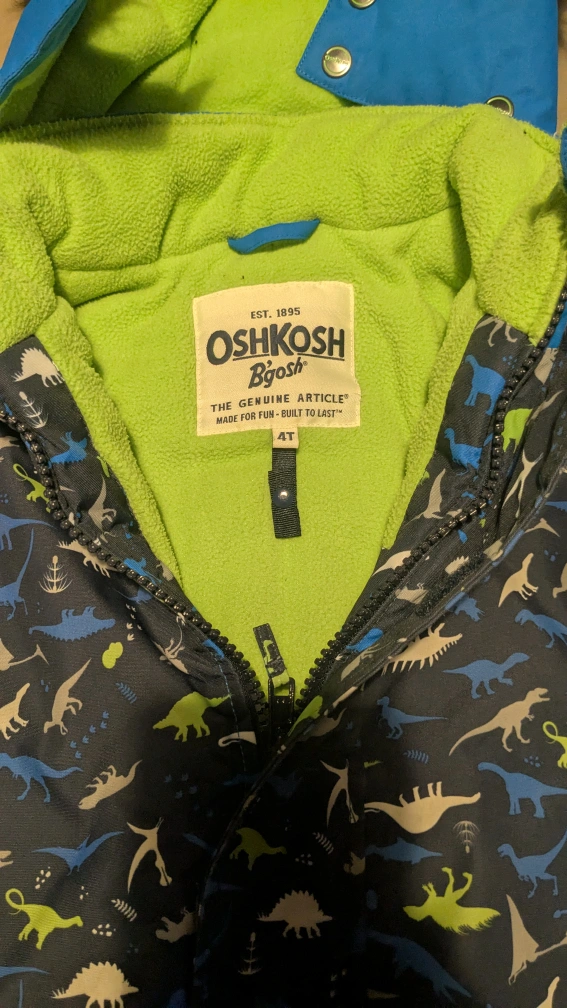 EST. 1895
OSHKOSH
B'gosh®
THE GENUINE ARTICLE®
MADE FOR FUN - BUILT TO LAST™
4T